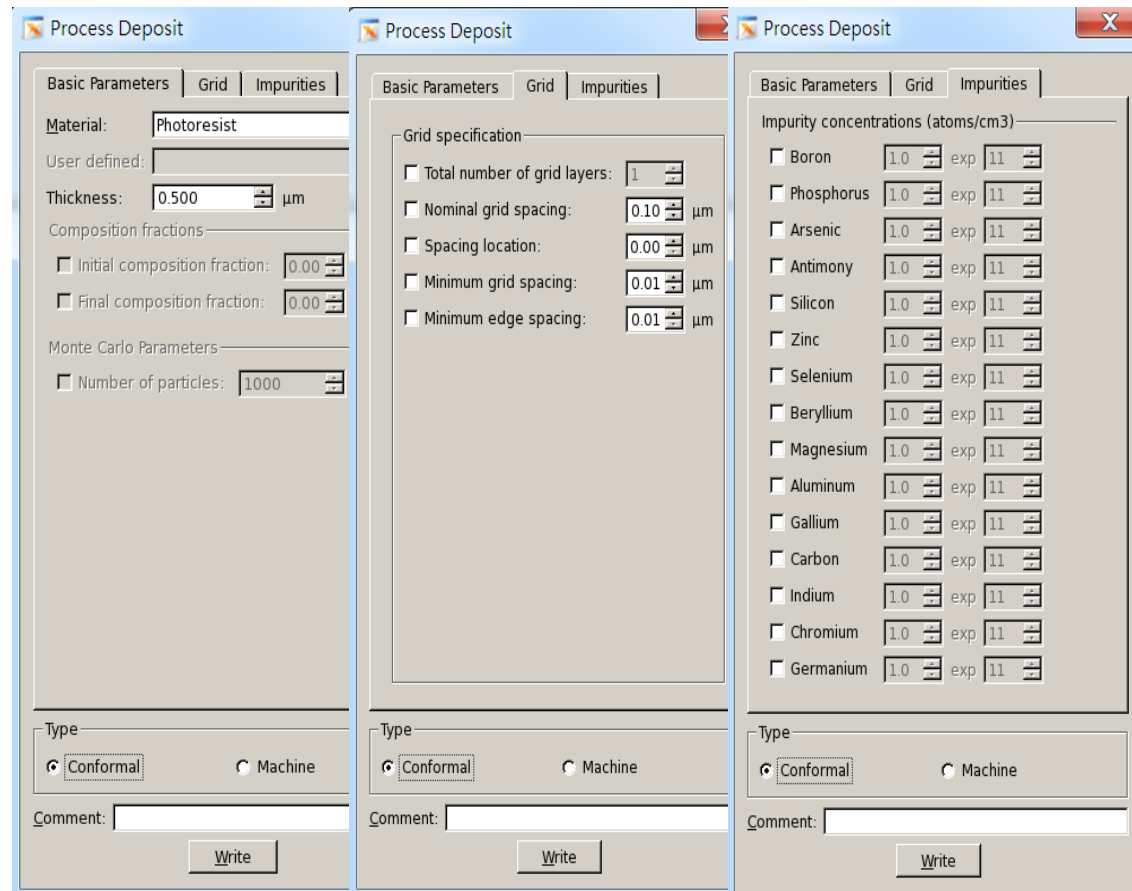 Process Deposit
Basic Parameters Grid Impurities
Material: Photoresist
User defined:
Thickness: 0.500 µm
Composition fractions
Initial composition fraction: 0.00
Final composition fraction: 0.00
Monte Carlo Parameters
Number of particles: 1000
Type
Conformal Machine
Comment:
Write
Process Deposit
Basic Parameters Grid Impurities
Grid specification
Total number of grid layers: 1
Nominal grid spacing: 0.10 µm
Spacing location: 0.00 µm
Minimum grid spacing: 0.01 µm
Minimum edge spacing: 0.01 µm
Type
Conformal Machine
Comment:
Write
Process Deposit X
Basic Parameters Grid Impurities
Impurity concentrations (atoms/cm3)
Boron 1.0 exp 11
Phosphorus 1.0 exp 11
Arsenic 1.0 exp 11
Antimony 1.0 exp 11
Silicon 1.0 exp 11
Zinc 1.0 exp 11
Selenium 1.0 exp 11
Beryllium 1.0 exp 11
Magnesium 1.0 exp 11
Aluminum 1.0 exp 11
Gallium 1.0 exp 11
Carbon 1.0 exp 11
Indium 1.0 exp 11
Chromium 1.0 exp 11
Germanium 1.0 exp 11
Type
Conformal Machine
Comment:
Write